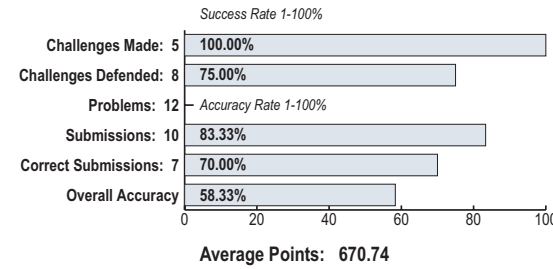 Success Rate 1-100%
Challenges Made: 5 100.00%
Challenges Defended: 8 75.00%
Problems: 12 Accuracy Rate 1-100%
Submissions: 10 83.33%
Correct Submissions: 7 70.00%
Overall Accuracy 58.33%
0 20 40 60 80 100
Average Points: 670.74